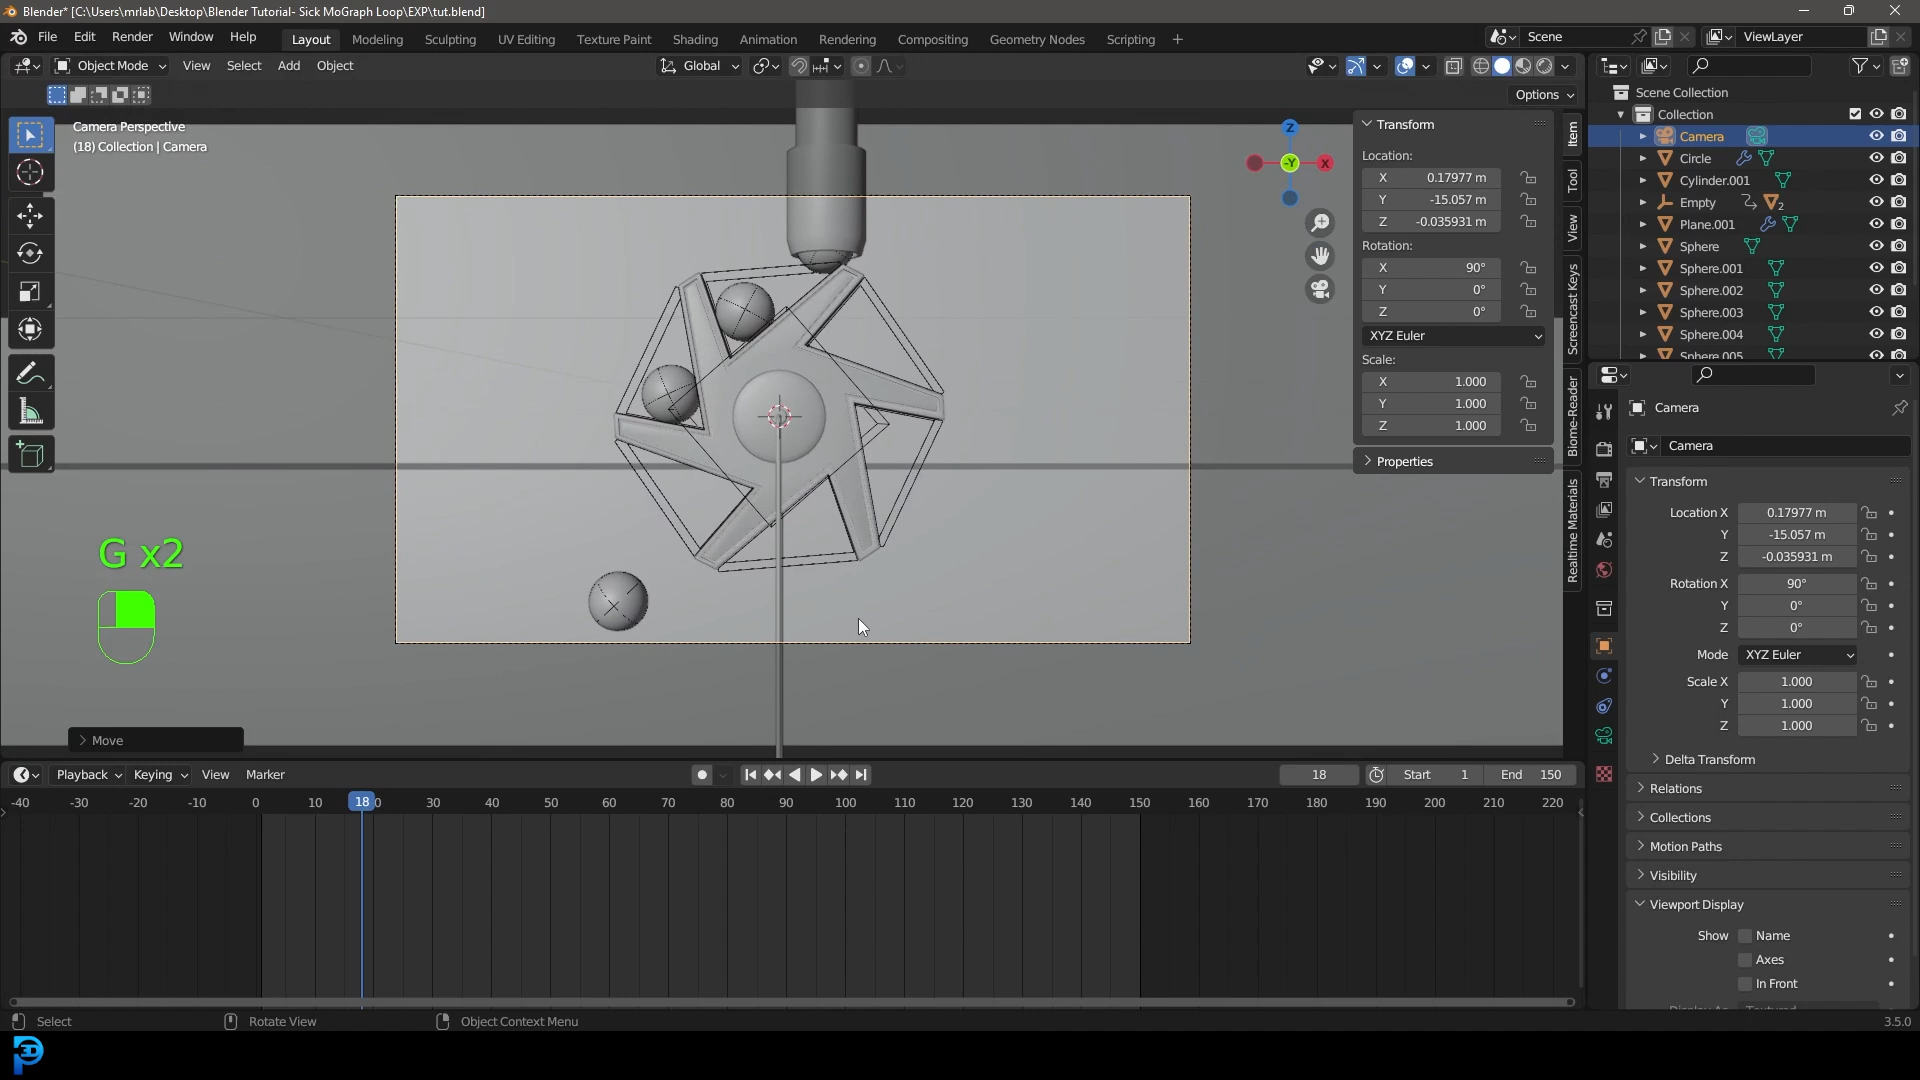 Blender* [C:\Users\mrlab\Desktop\Blender Tutorial- Sick MoGraph Loop\EXP\tut.blend]
File Edit Render Window Help Layout Modeling Sculpting UV Editing Texture Paint Shading Animation Rendering Compositing Geometry Nodes Scripting + Scene ViewLayer
Object Mode View Select Add Object Global
Options
Camera Perspective
(18) Collection | Camera
Z
-Y
X
Transform
Location:
X 0.17977 m
Y -15.057 m
Z -0.035931 m
Rotation:
X 90°
Y 0°
Z 0°
XYZ Euler
Scale:
X 1.000
Y 1.000
Z 1.000
Properties
Item
Tool
View
Screencast Keys
Biome-Reader
Realtime Materials
Scene Collection
Collection
Camera
Circle
Cylinder.001
Empty 2
Plane.001
Sphere
Sphere.001
Sphere.002
Sphere.003
Sphere.004
Sphere.005
Camera
Camera
Transform
Location X 0.17977 m
Y -15.057 m
Z -0.035931 m
Rotation X 90°
Y 0°
Z 0°
Mode XYZ Euler
Scale X 1.000
Y 1.000
Z 1.000
Delta Transform
Relations
Collections
Motion Paths
Visibility
Viewport Display
Show Name
Axes
In Front
Display As Textured
G x2
Move
Playback Keying View Marker 18 Start 1 End 150
-40 -30 -20 -10 0 10 18 0 30 40 50 60 70 80 90 100 110 120 130 140 150 160 170 180 190 200 210 220
Select Rotate View Object Context Menu 3.5.0